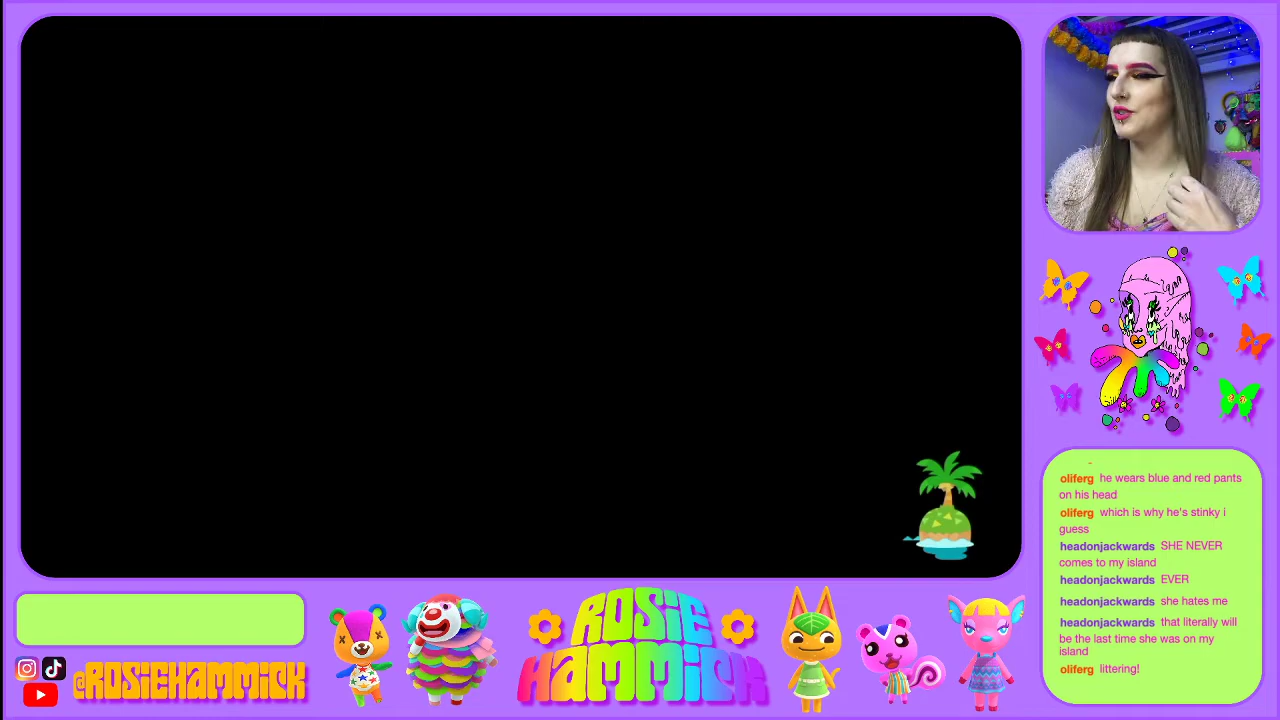 oliferg he wears blue and red pants
on his head
oliferg which is why he's stinky i
guess
headonjackwards SHE NEVER
comes to my island
headonjackwards EVER
headonjackwards she hates me
headonjackwards that literally will
be the last time she was on my
island
oliferg littering!
ROSIE
HAMMICK
@ROSIEHAMMICK